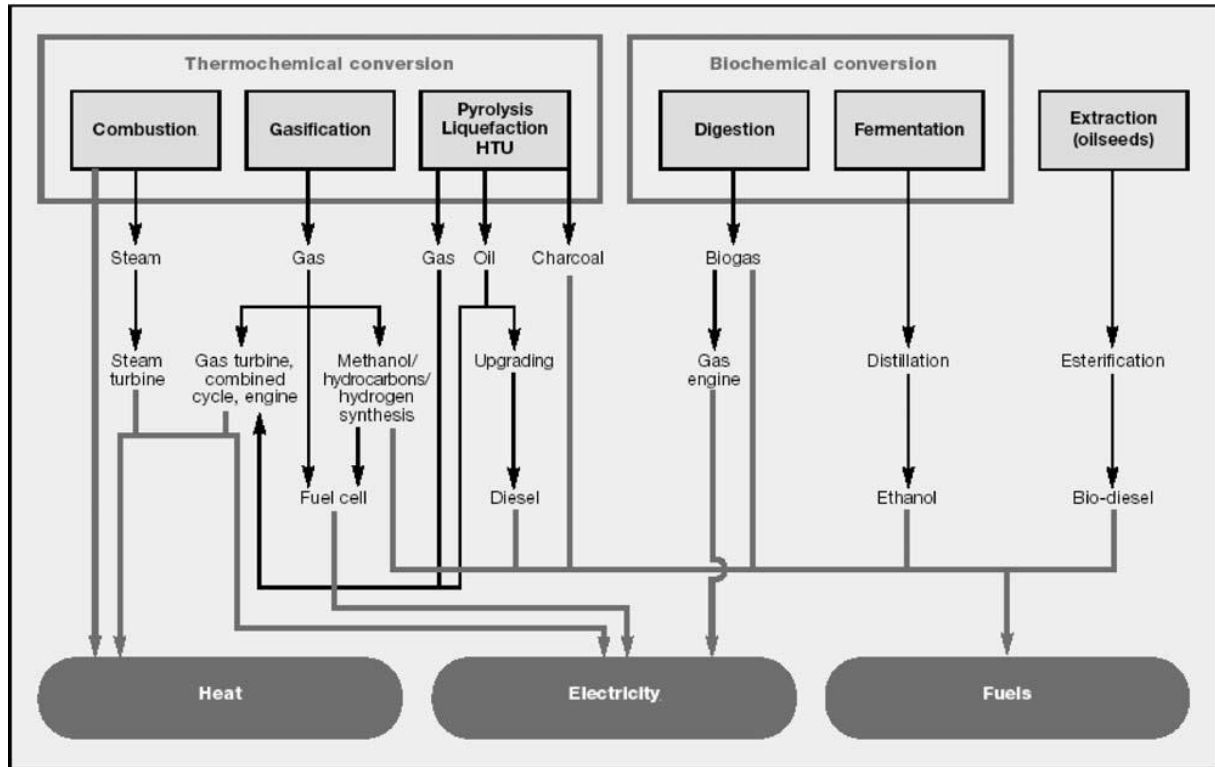 Thermochemical conversion
Biochemical conversion
Combustion
Gasification
Pyrolysis
Liquefaction
HTU
Digestion
Fermentation
Extraction
(oilseeds)
Steam
Gas
Gas
Oil
Charcoal
Biogas
Steam
turbine
Gas turbine,
combined
cycle, engine
Methanol/
hydrocarbons/
hydrogen
synthesis
Upgrading
Gas
engine
Distillation
Esterification
Fuel cell
Diesel
Ethanol
Bio-diesel
Heat
Electricity
Fuels